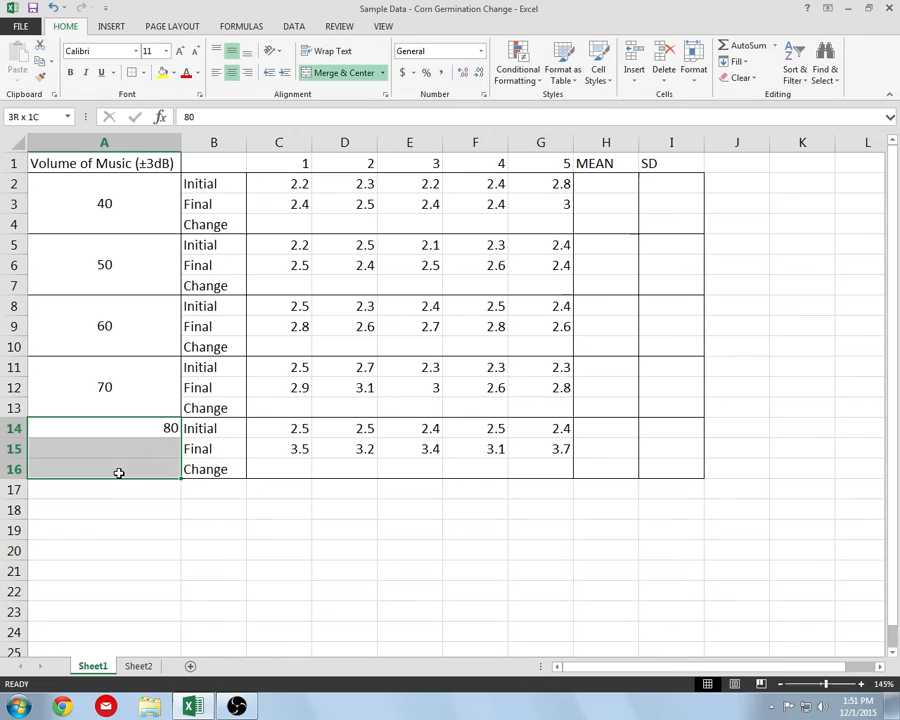 Sample Data - Corn Germination Change - Excel
FILE HOME INSERT PAGE LAYOUT FORMULAS DATA REVIEW VIEW
Paste
Clipboard
Calibri 11
B I U
Font
Wrap Text
Merge & Center
Alignment
General
$ % ,
Number
Conditional Formatting
Format as Table
Cell Styles
Styles
Insert Delete Format
Cells
AutoSum
Fill
Clear
Sort & Filter
Find & Select
Editing
3R x 1C 80
A B C D E F G H I J K L
1 Volume of Music (±3dB) 1 2 3 4 5 MEAN SD
2 Initial 2.2 2.3 2.2 2.4 2.8
3 40 Final 2.4 2.5 2.4 2.4 3
4 Change
5 Initial 2.2 2.5 2.1 2.3 2.4
6 50 Final 2.5 2.4 2.5 2.6 2.4
7 Change
8 Initial 2.5 2.3 2.4 2.5 2.4
9 60 Final 2.8 2.6 2.7 2.8 2.6
10 Change
11 Initial 2.5 2.7 2.3 2.3 2.3
12 70 Final 2.9 3.1 3 2.6 2.8
13 Change
14 80 Initial 2.5 2.5 2.4 2.5 2.4
15 Final 3.5 3.2 3.4 3.1 3.7
16 Change
17
18
19
20
21
22
23
24
25
Sheet1 Sheet2
READY 145%
1:51 PM
12/1/2015